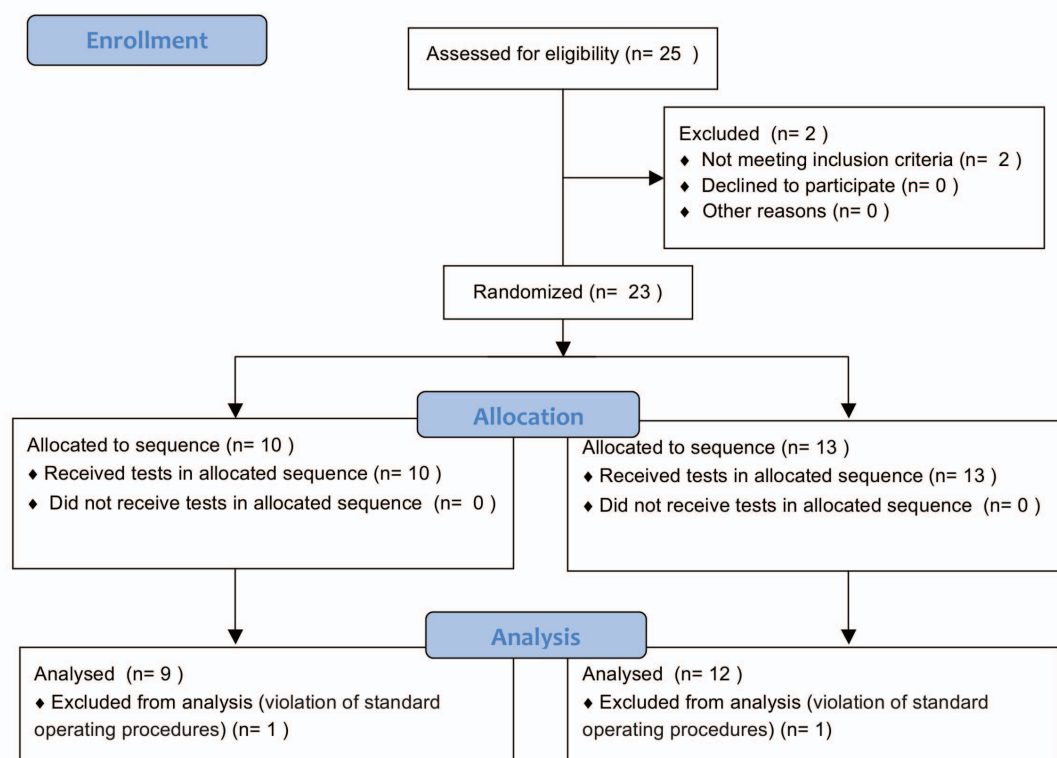 Enrollment
Assessed for eligibility (n= 25 )
Excluded (n= 2 )
♦ Not meeting inclusion criteria (n= 2 )
♦ Declined to participate (n= 0 )
♦ Other reasons (n= 0 )
Randomized (n= 23 )
Allocation
Allocated to sequence (n= 10 )
♦ Received tests in allocated sequence (n= 10 )
♦ Did not receive tests in allocated sequence (n= 0 )
Allocated to sequence (n= 13 )
♦ Received tests in allocated sequence (n= 13 )
♦ Did not receive tests in allocated sequence (n= 0 )
Analysis
Analysed (n= 9 )
♦ Excluded from analysis (violation of standard
operating procedures) (n= 1 )
Analysed (n= 12 )
♦ Excluded from analysis (violation of standard
operating procedures) (n= 1)